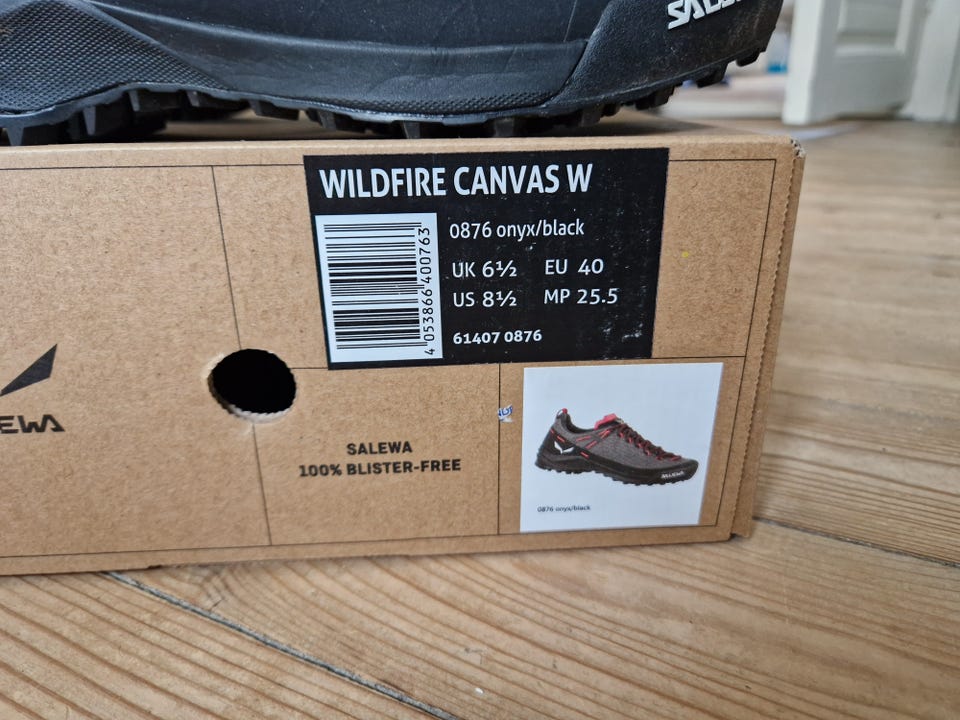 WILDFIRE CANVAS W
0876 onyx/black
UK 6½ EU 40
US 8½ MP 25.5
61407 0876
4 053866 400763
SALEWA
100% BLISTER-FREE
SALEWA
0876 onyx/black